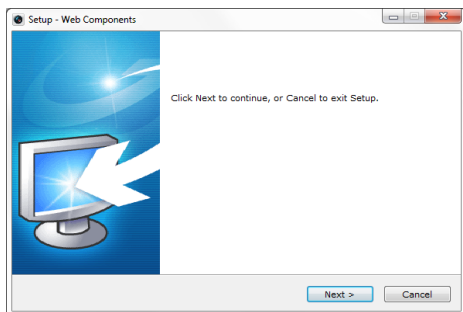 Setup - Web Components
Click Next to continue, or Cancel to exit Setup.
Next >
Cancel